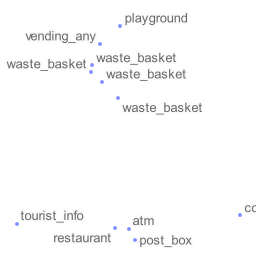 playground
vending_any
waste_basket
waste_basket
waste_basket
waste_basket
tourist_info
atm
restaurant
post_box